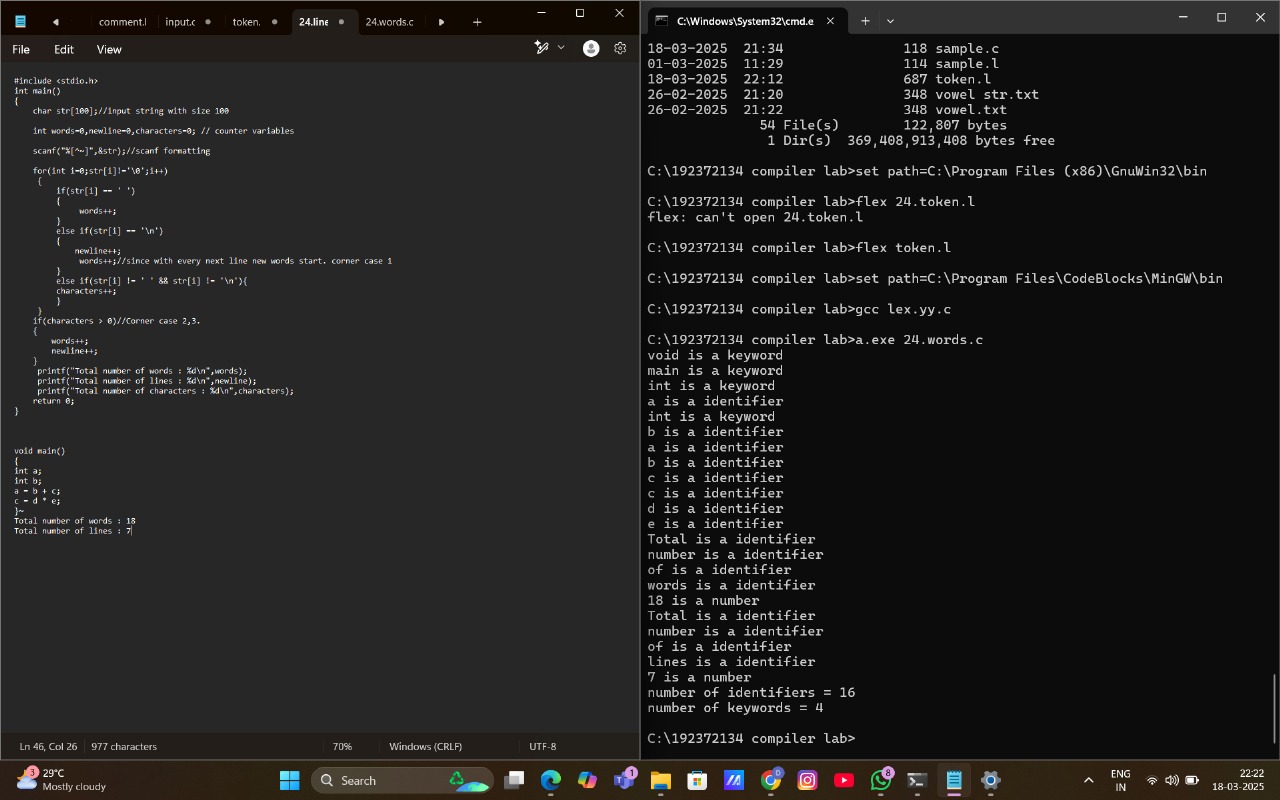 comment.l
input.c
token.
24.line
24.words.c
File
Edit
View
#include <stdio.h>
int main()
{
char str[100];//input string with size 100
int words=0,newline=0,characters=0; // counter variables
scanf("%[^~]",&str);//scanf formatting
for(int i=0;str[i]!='\0';i++)
{
if(str[i] == ' ')
{
words++;
}
else if(str[i] == '\n')
{
newline++;
words++;//since with every next line new words start. corner case 1
}
else if(str[i] != ' ' && str[i] != '\n'){
characters++;
}
}
if(characters > 0)//Corner case 2,3.
{
words++;
newline++;
}
printf("Total number of words : %d\n",words);
printf("Total number of lines : %d\n",newline);
printf("Total number of characters : %d\n",characters);
return 0;
}
void main()
{
int a;
int b;
a = b + c;
c = d * e;
}~
Total number of words : 18
Total number of lines : 7
Ln 46, Col 26
977 characters
70%
Windows (CRLF)
UTF-8
C:\Windows\System32\cmd.e
18-03-2025 21:34 118 sample.c
01-03-2025 11:29 114 sample.l
18-03-2025 22:12 687 token.l
26-02-2025 21:20 348 vowel str.txt
26-02-2025 21:22 348 vowel.txt
54 File(s) 122,807 bytes
1 Dir(s) 369,408,913,408 bytes free
C:\192372134 compiler lab>set path=C:\Program Files (x86)\GnuWin32\bin
C:\192372134 compiler lab>flex 24.token.l
flex: can't open 24.token.l
C:\192372134 compiler lab>flex token.l
C:\192372134 compiler lab>set path=C:\Program Files\CodeBlocks\MinGW\bin
C:\192372134 compiler lab>gcc lex.yy.c
C:\192372134 compiler lab>a.exe 24.words.c
void is a keyword
main is a keyword
int is a keyword
a is a identifier
int is a keyword
b is a identifier
a is a identifier
b is a identifier
c is a identifier
c is a identifier
d is a identifier
e is a identifier
Total is a identifier
number is a identifier
of is a identifier
words is a identifier
18 is a number
Total is a identifier
number is a identifier
of is a identifier
lines is a identifier
7 is a number
number of identifiers = 16
number of keywords = 4
C:\192372134 compiler lab>
3
29°C
Mostly cloudy
Search
1
D
8
ENG
IN
22:22
18-03-2025